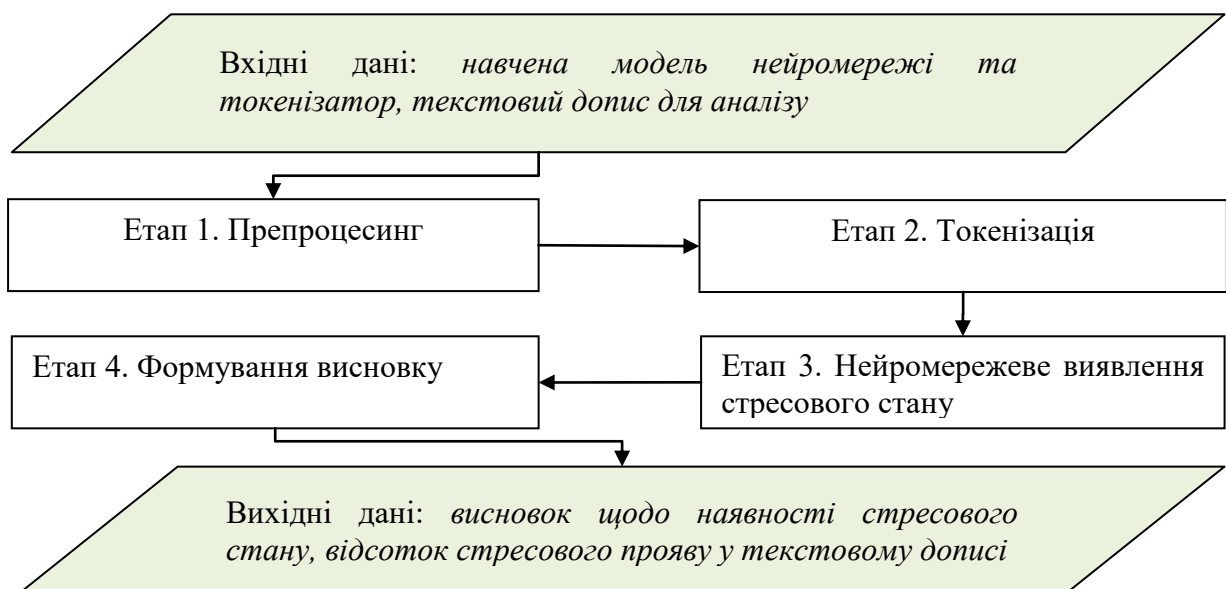 Вхідні дані: навчена модель нейромережі та
токенізатор, текстовий допис для аналізу
Етап 1. Препроцесинг
Етап 2. Токенізація
Етап 3. Нейромережеве виявлення
стресового стану
Етап 4. Формування висновку
Вихідні дані: висновок щодо наявності стресового
стану, відсоток стресового прояву у текстовому дописі